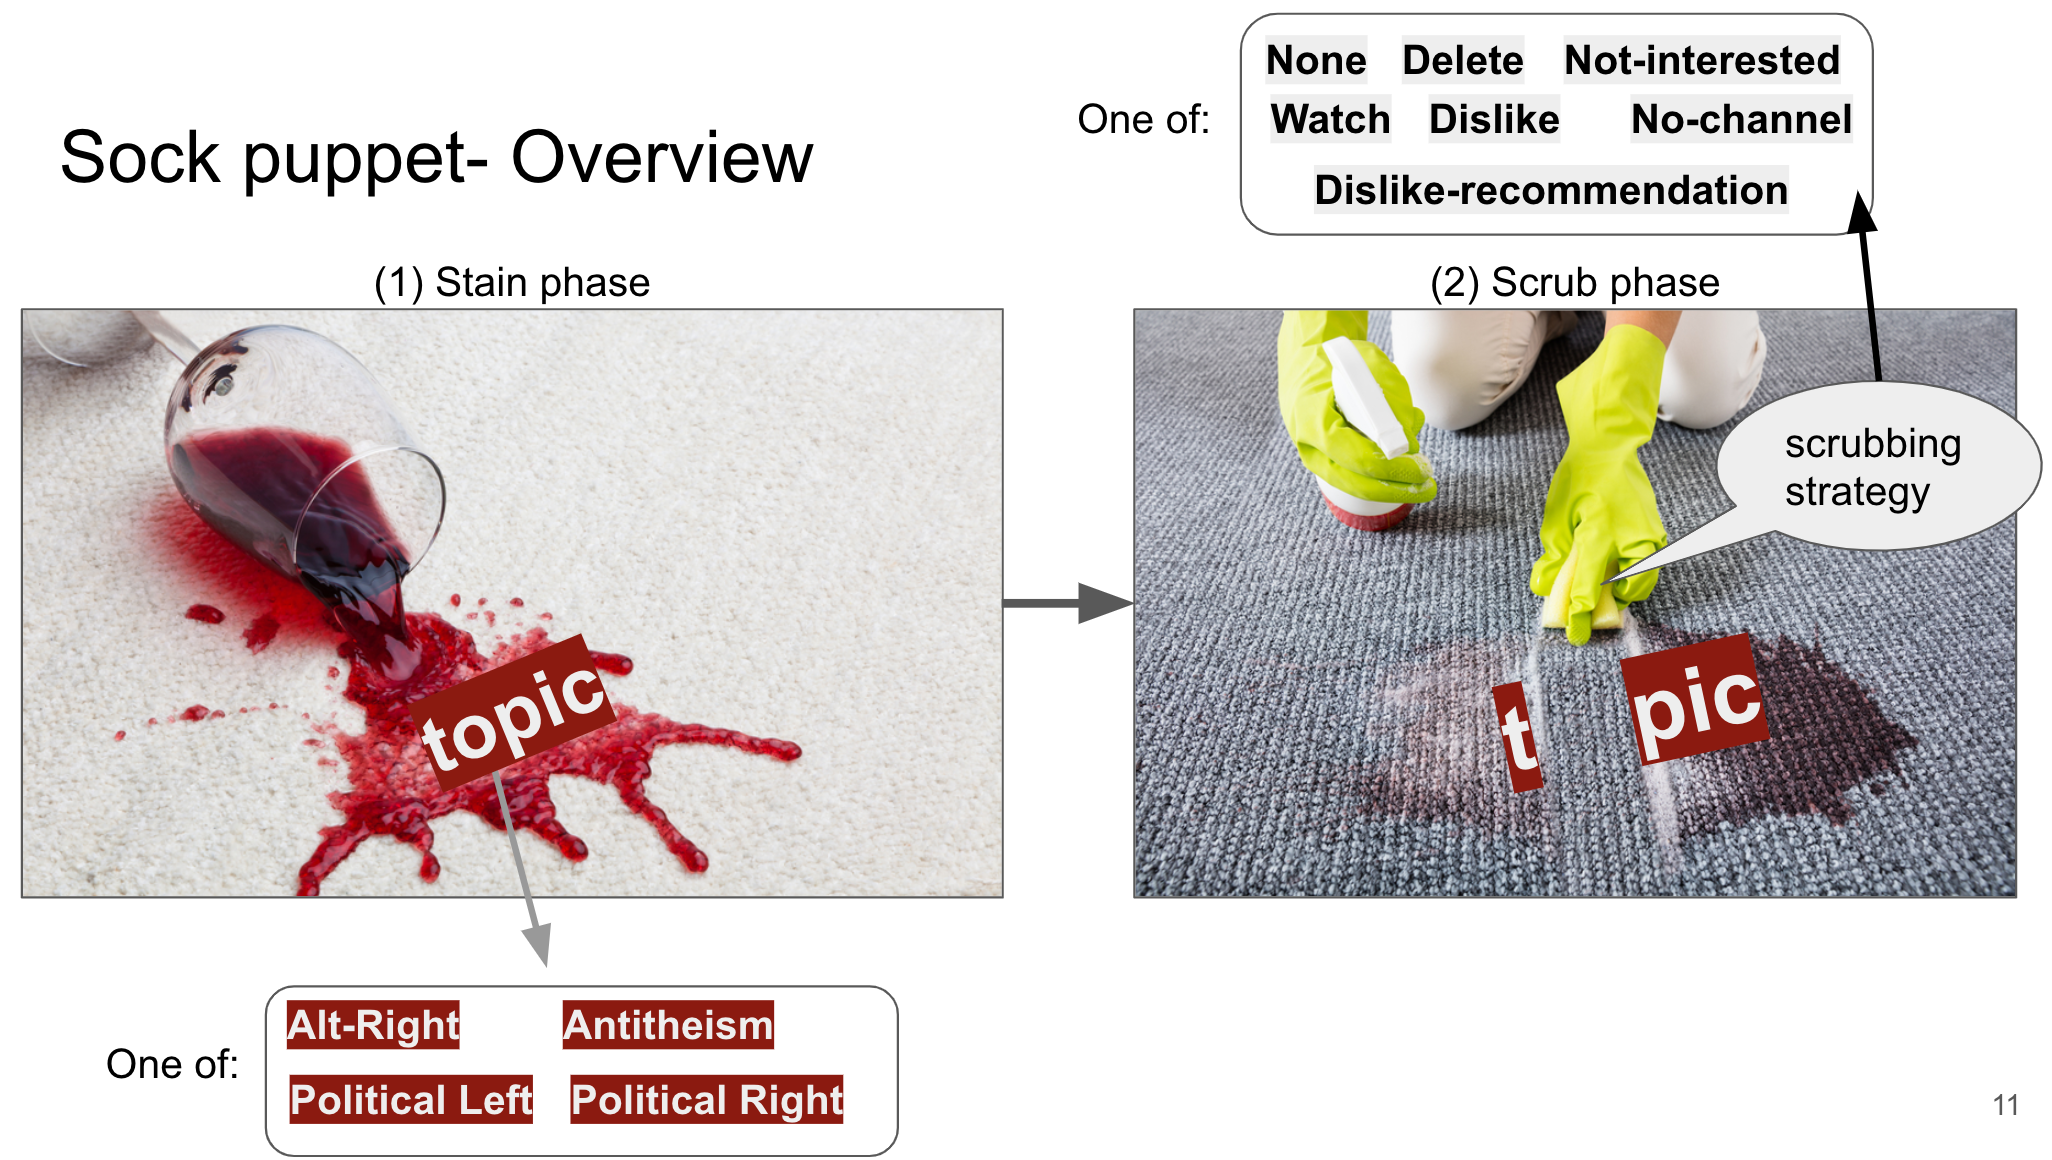 Sock puppet- Overview
One of:
None Delete Not-interested
Watch Dislike No-channel
Dislike-recommendation
(1) Stain phase
(2) Scrub phase
scrubbing
strategy
topic
t pic
One of:
Alt-Right Antitheism
Political Left Political Right
11